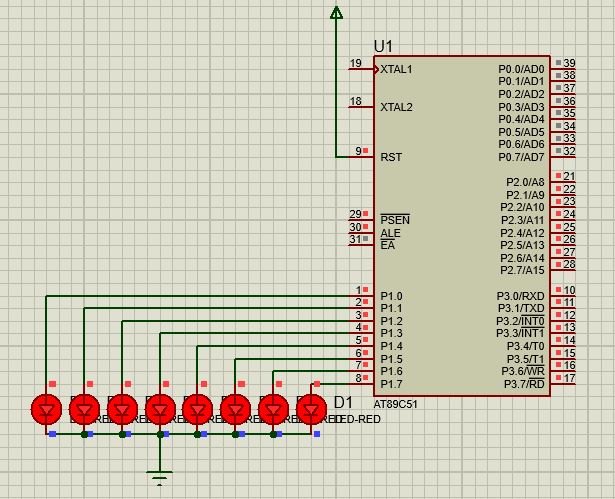 U1
19 XTAL1 P0.0/AD0 39
P0.1/AD1 38
P0.2/AD2 37
18 XTAL2 P0.3/AD3 36
P0.4/AD4 35
P0.5/AD5 34
P0.6/AD6 33
9 RST P0.7/AD7 32
P2.0/A8 21
P2.1/A9 22
P2.2/A10 23
29 PSEN P2.3/A11 24
30 ALE P2.4/A12 25
31 EA P2.5/A13 26
P2.6/A14 27
P2.7/A15 28
1 P1.0 P3.0/RXD 10
2 P1.1 P3.1/TXD 11
3 P1.2 P3.2/INT0 12
4 P1.3 P3.3/INT1 13
5 P1.4 P3.4/T0 14
6 P1.5 P3.5/T1 15
7 P1.6 P3.6/WR 16
8 P1.7 P3.7/RD 17
D1
AT89C51
LED-RED